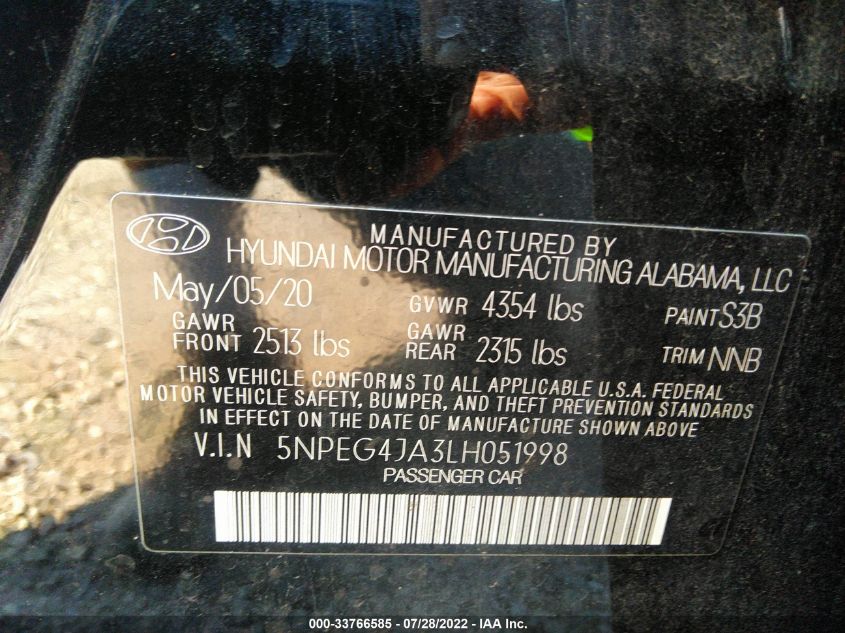 MANUFACTURED BY
HYUNDAI MOTOR MANUFACTURING ALABAMA, LLC
May/05/20 GVWR 4354 lbs PAINT S3B
GAWR FRONT 2513 lbs GAWR REAR 2315 lbs TRIM NNB
THIS VEHICLE CONFORMS TO ALL APPLICABLE U.S.A. FEDERAL
MOTOR VEHICLE SAFETY, BUMPER, AND THEFT PREVENTION STANDARDS
IN EFFECT ON THE DATE OF MANUFACTURE SHOWN ABOVE
V.I.N 5NPEG4JA3LH051998
PASSENGER CAR
000-33766585 - 07/28/2022 - IAA Inc.